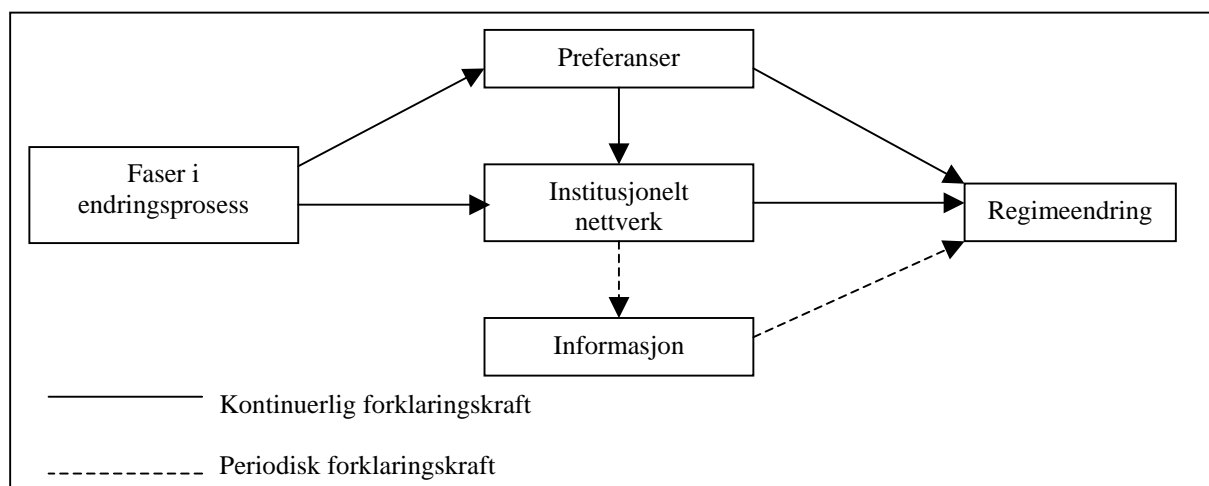 Preferanser
Faser i
endringsprosess
Institusjonelt
nettverk
Regimeendring
Informasjon
Kontinuerlig forklaringskraft
Periodisk forklaringskraft